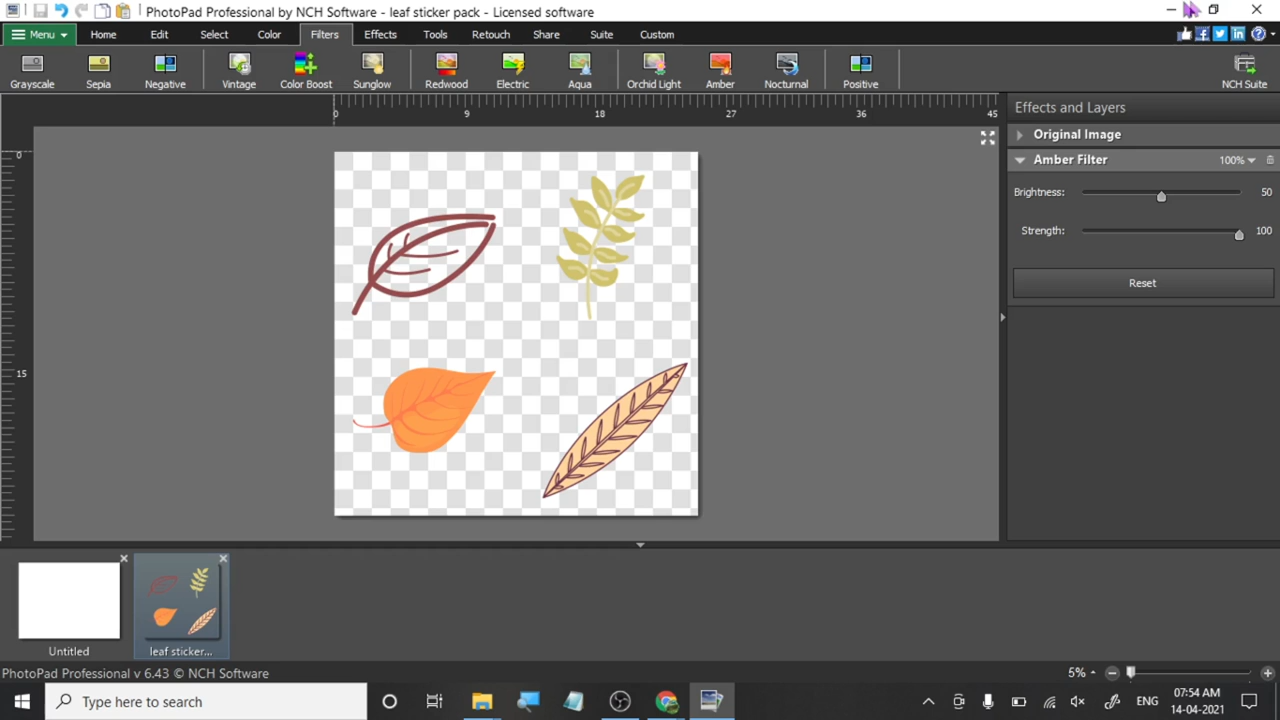 PhotoPad Professional by NCH Software - leaf sticker pack - Licensed software
Menu Home Edit Select Color Filters Effects Tools Retouch Share Suite Custom
Grayscale Sepia Negative Vintage Color Boost Sunglow Redwood Electric Aqua Orchid Light Amber Nocturnal Positive NCH Suite
0 9 18 27 36 45
Effects and Layers
Original Image
Amber Filter 100%
Brightness: 50
Strength: 100
Reset
0
15
Untitled
leaf sticker...
PhotoPad Professional v 6.43 © NCH Software 5%
Type here to search
ENG
07:54 AM
14-04-2021